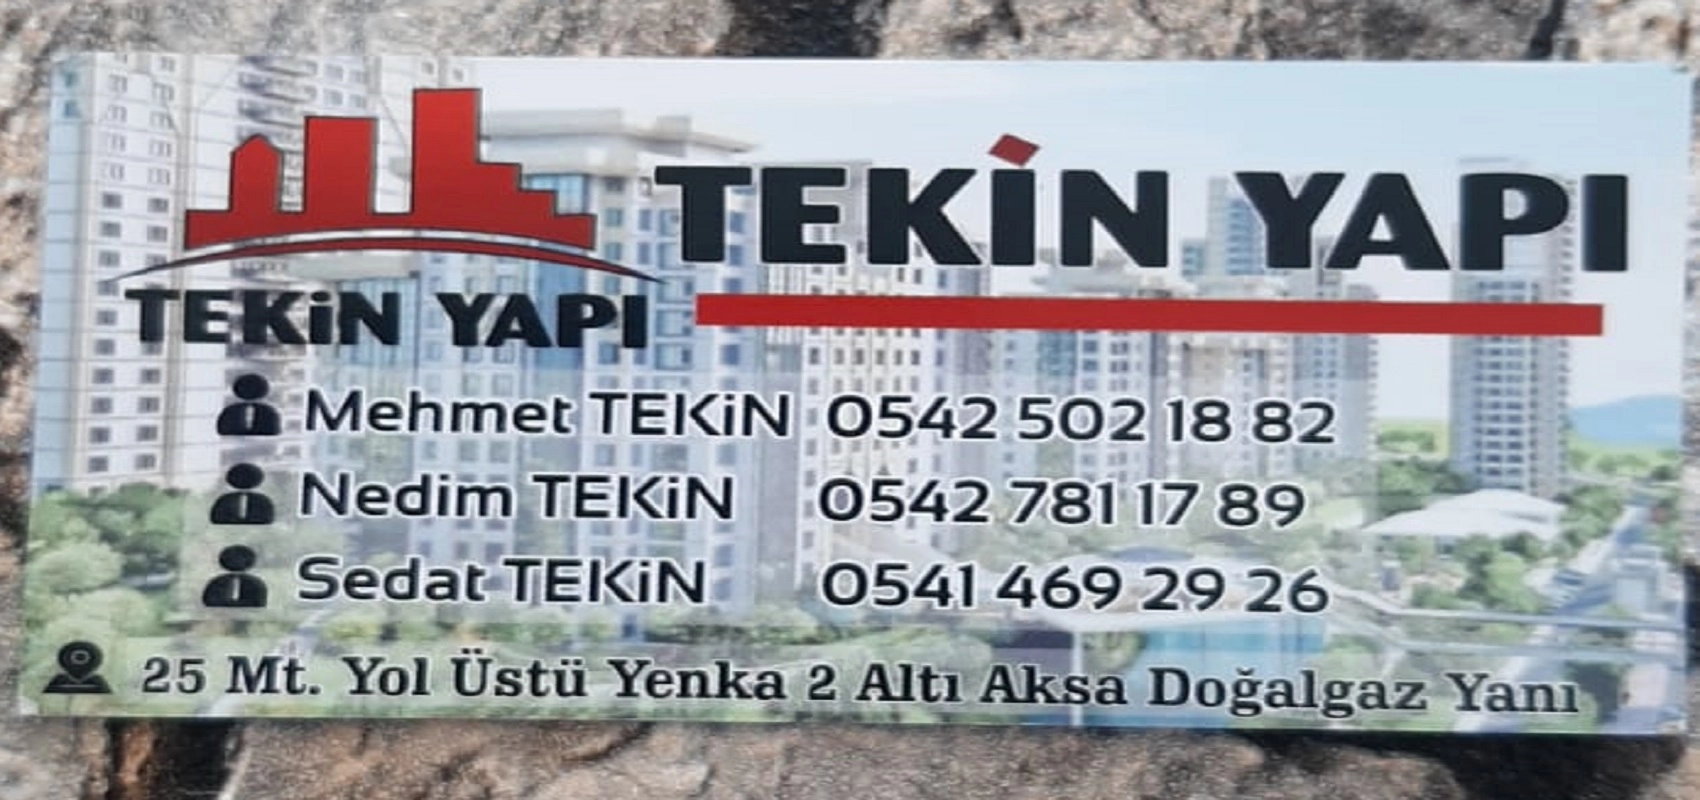 TEKİN YAPI
TEKiN YAPI
Mehmet TEKiN 0542 502 18 82
Nedim TEKiN 0542 781 17 89
Sedat TEKiN 0541 469 29 26
25 Mt. Yol Üstü Yenka 2 Altı Aksa Doğalgaz Yanı